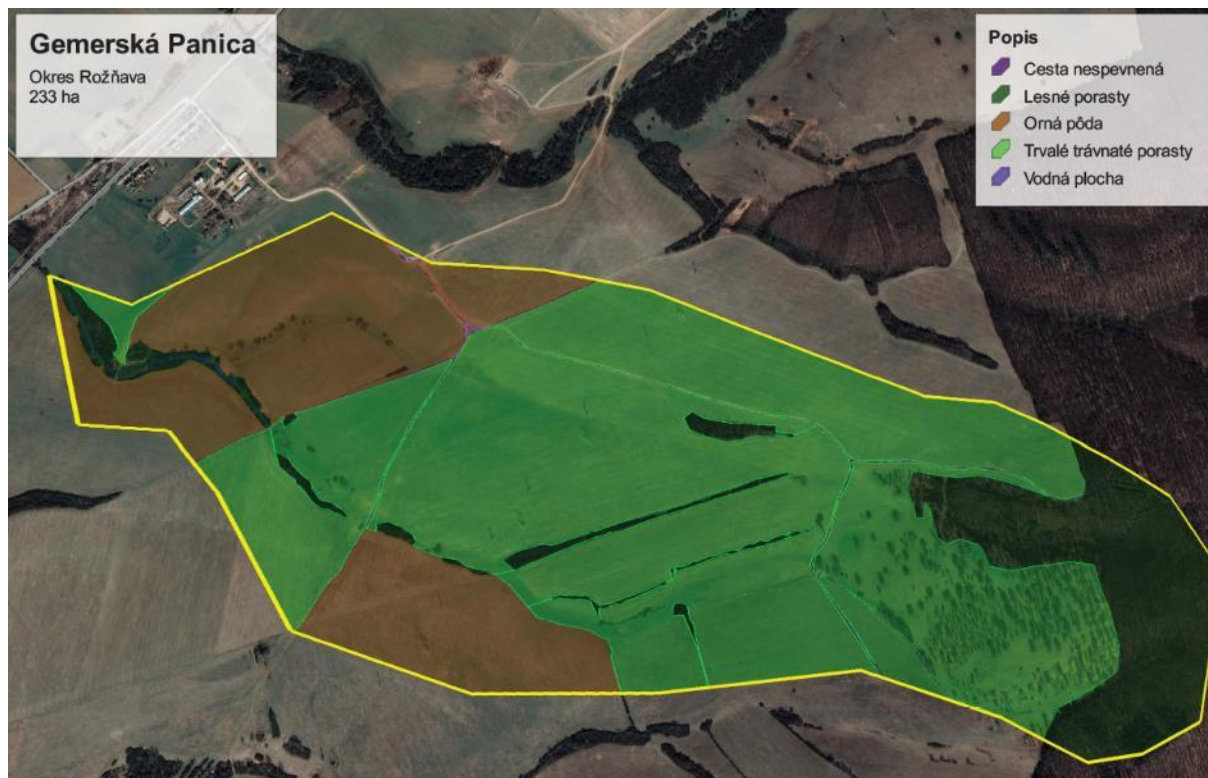 Gemerská Panica
Okres Rožňava
233 ha
Popis
Cesta nespevnená
Lesné porasty
Orná pôda
Trvalé trávnaté porasty
Vodná plocha